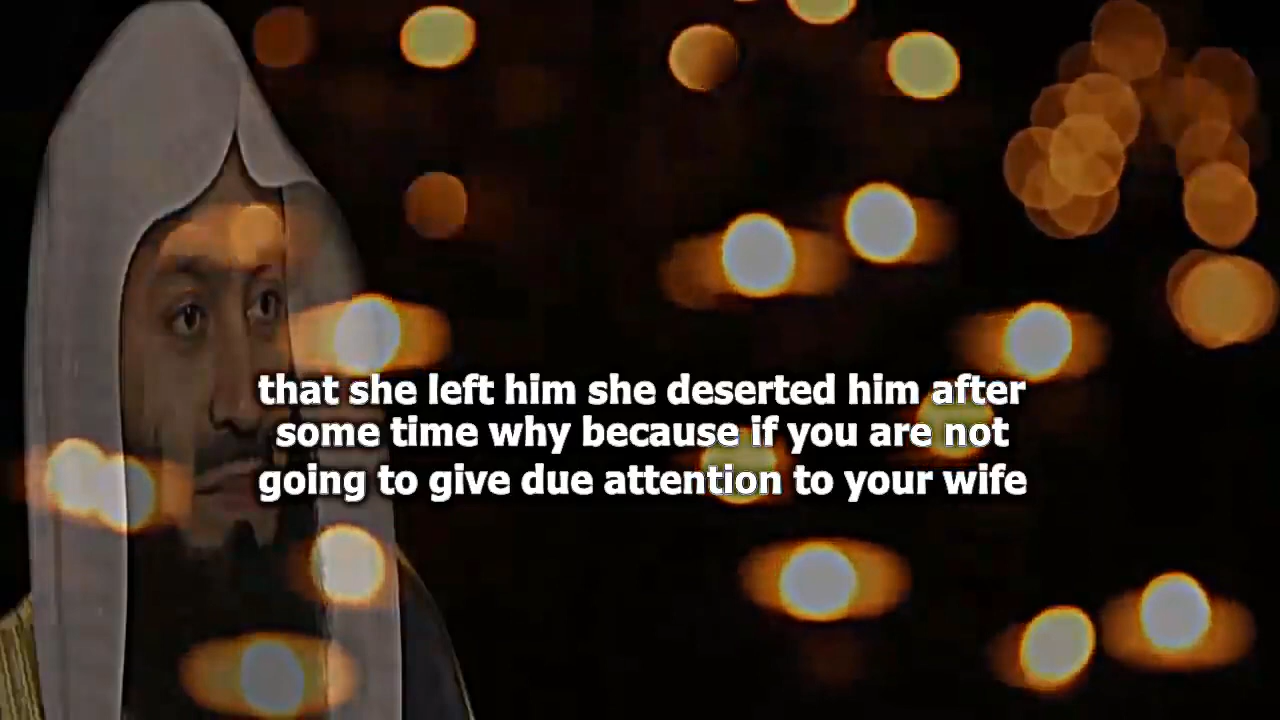 that she left him she deserted him after
some time why because if you are not
going to give due attention to your wife